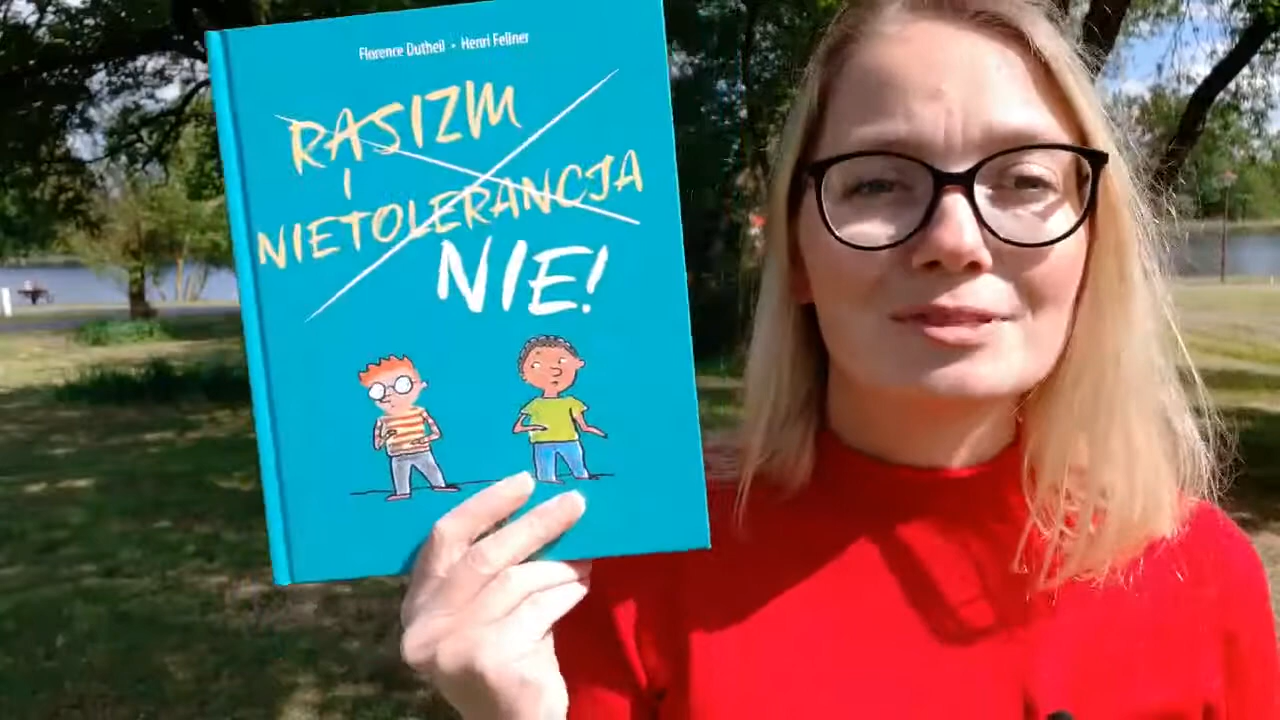 Florence Dutheil • Henri Fellner
RASIZM
I
NIETOLERANCJA
NIE!